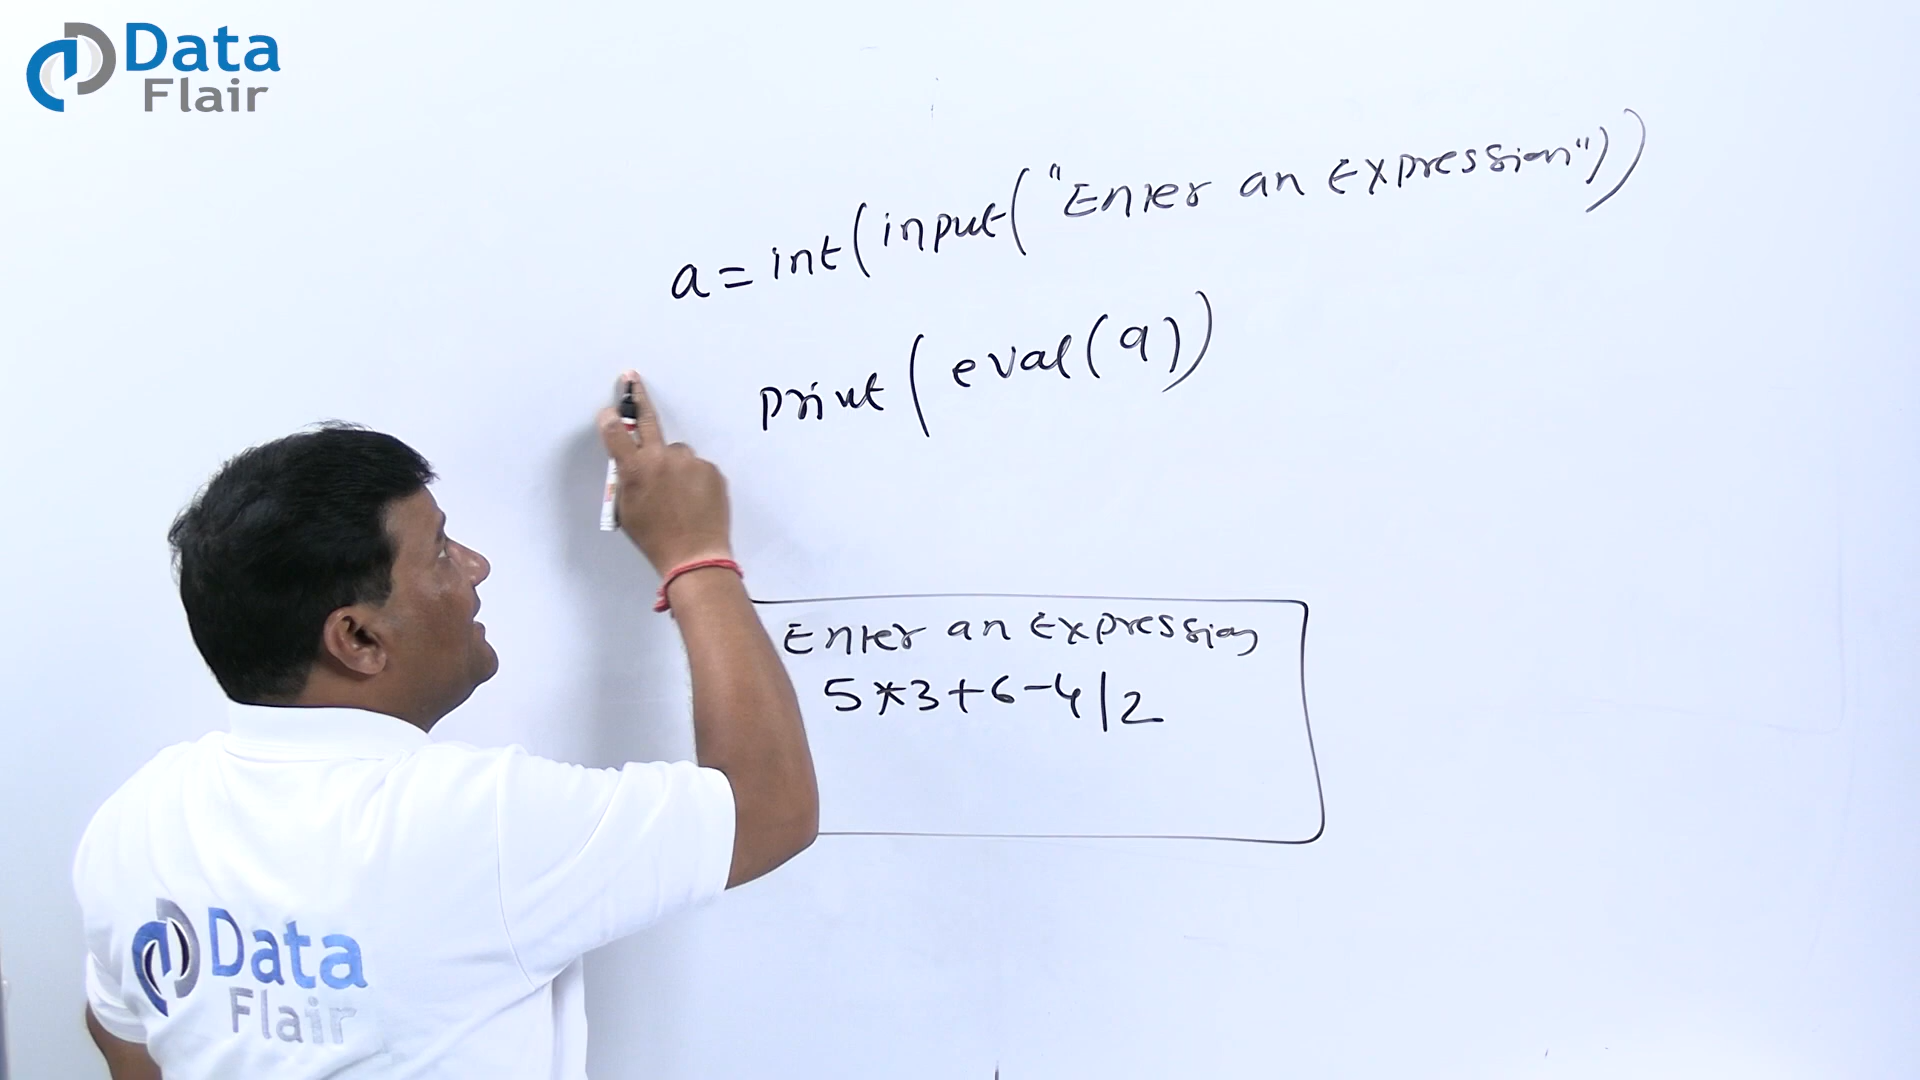 Data
Flair
a = int(input("Enter an Expression"))
print(eval(a))
Enter an Expression
5*3+6-4/2
Data
Flair